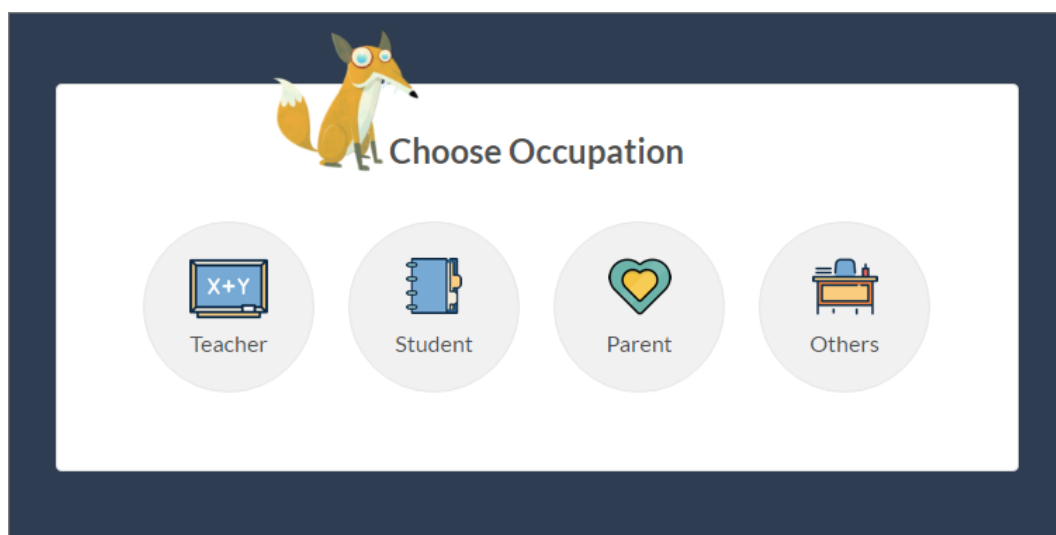 Choose Occupation
X+Y
Teacher
Student
Parent
Others